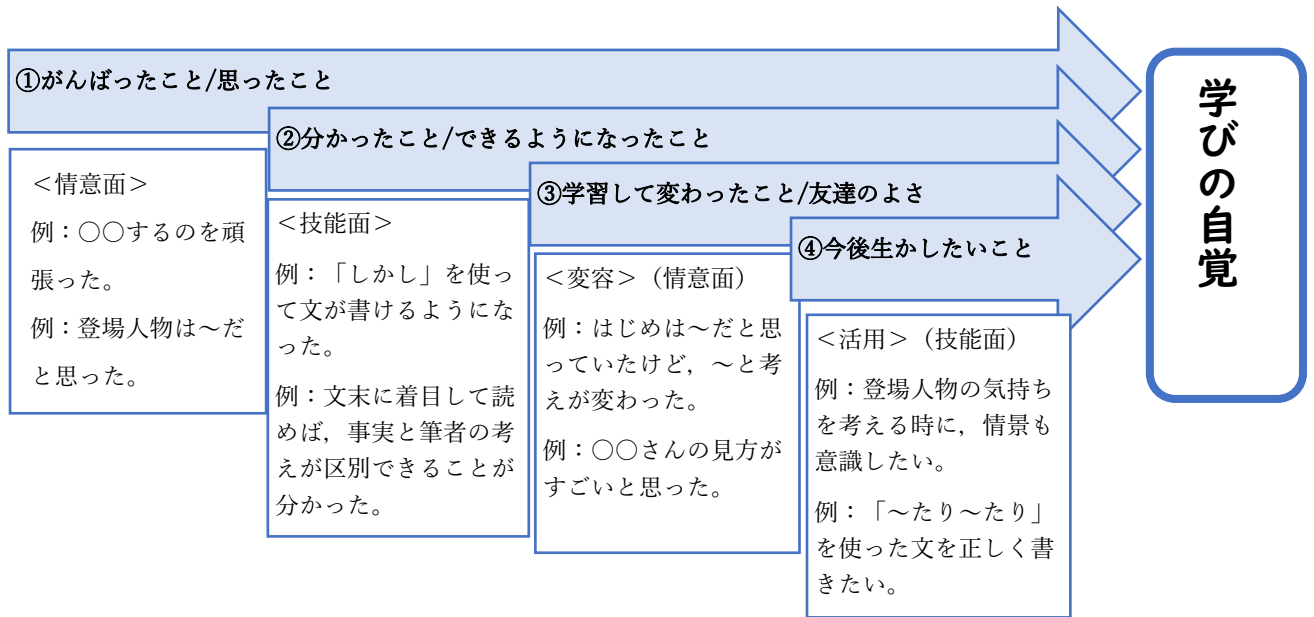 ①がんばったこと/思ったこと
<情意面>
例：○○するのを頑
張った。
例：登場人物は～だ
と思った。
②分かったこと/できるようになったこと
<技能面>
例：「しかし」を使っ
て文が書けるようにな
った。
例：文末に着目して読
めば，事実と筆者の考
えが区別できることが
分かった。
③学習して変わったこと/友達のよさ
<変容>（情意面）
例：はじめは～だと思
っていたけど，～と考
えが変わった。
例：○○さんの見方が
すごいと思った。
④今後生かしたいこと
<活用>（技能面）
例：登場人物の気持ち
を考える時に，情景も
意識したい。
例：「～たり～たり」
を使った文を正しく書
きたい。
学びの自覚